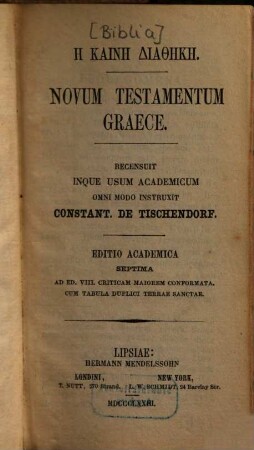 [Biblia]
Η ΚΑΙΝΗ ΔΙΑΘΗΚΗ.
NOVUM TESTAMENTUM
GRAECE.
RECENSUIT
INQUE USUM ACADEMICUM
OMNI MODO INSTRUXIT
CONSTANT. DE TISCHENDORF.
EDITIO ACADEMICA
SEPTIMA
AD ED. VIII. CRITICAM MAIOREM CONFORMATA.
CUM TABULA DUPLICI TERRAE SANCTAE.
LIPSIAE:
HERMANN MENDELSSOHN
LONDINI, NEW-YORK,
T. NUTT, 270 Strand. L. W. SCHMIDT, 24 Barclay Str.
MDCCCLXXIII.